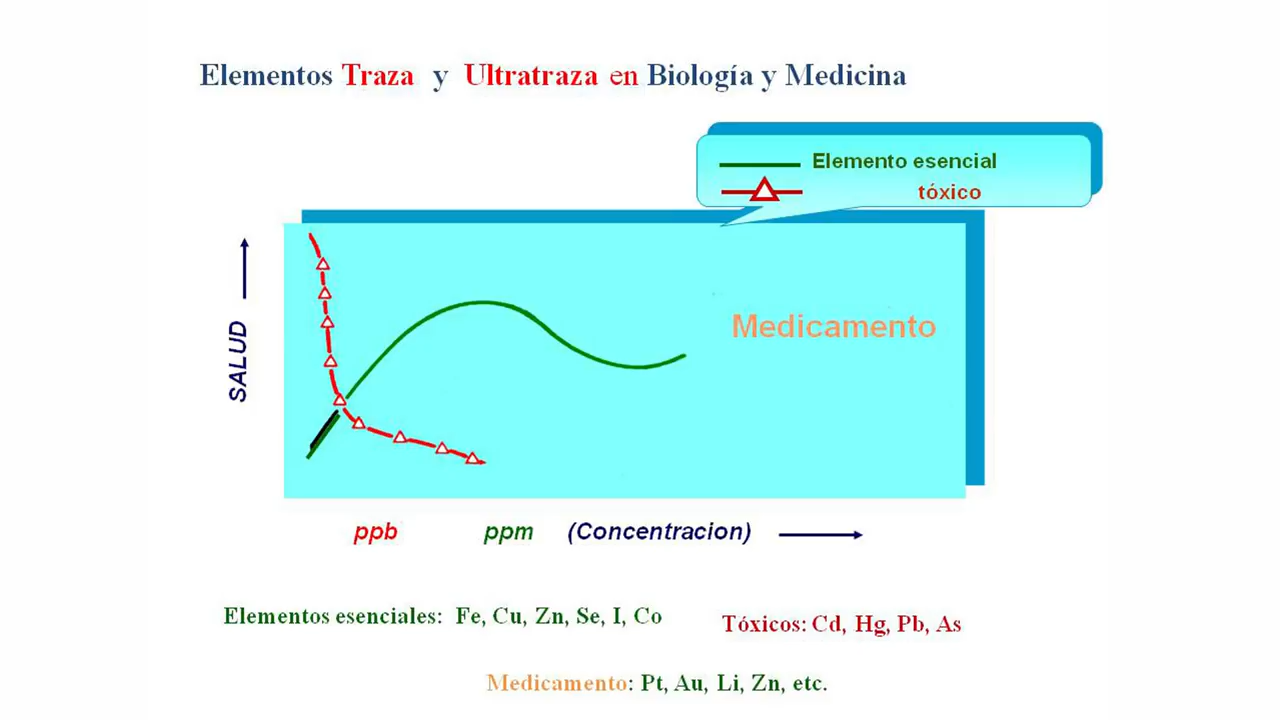 Elementos Traza y Ultratraza en Biología y Medicina
Elemento esencial
tóxico
SALUD
Medicamento
ppb ppm (Concentracion)
Elementos esenciales: Fe, Cu, Zn, Se, I, Co
Tóxicos: Cd, Hg, Pb, As
Medicamento: Pt, Au, Li, Zn, etc.